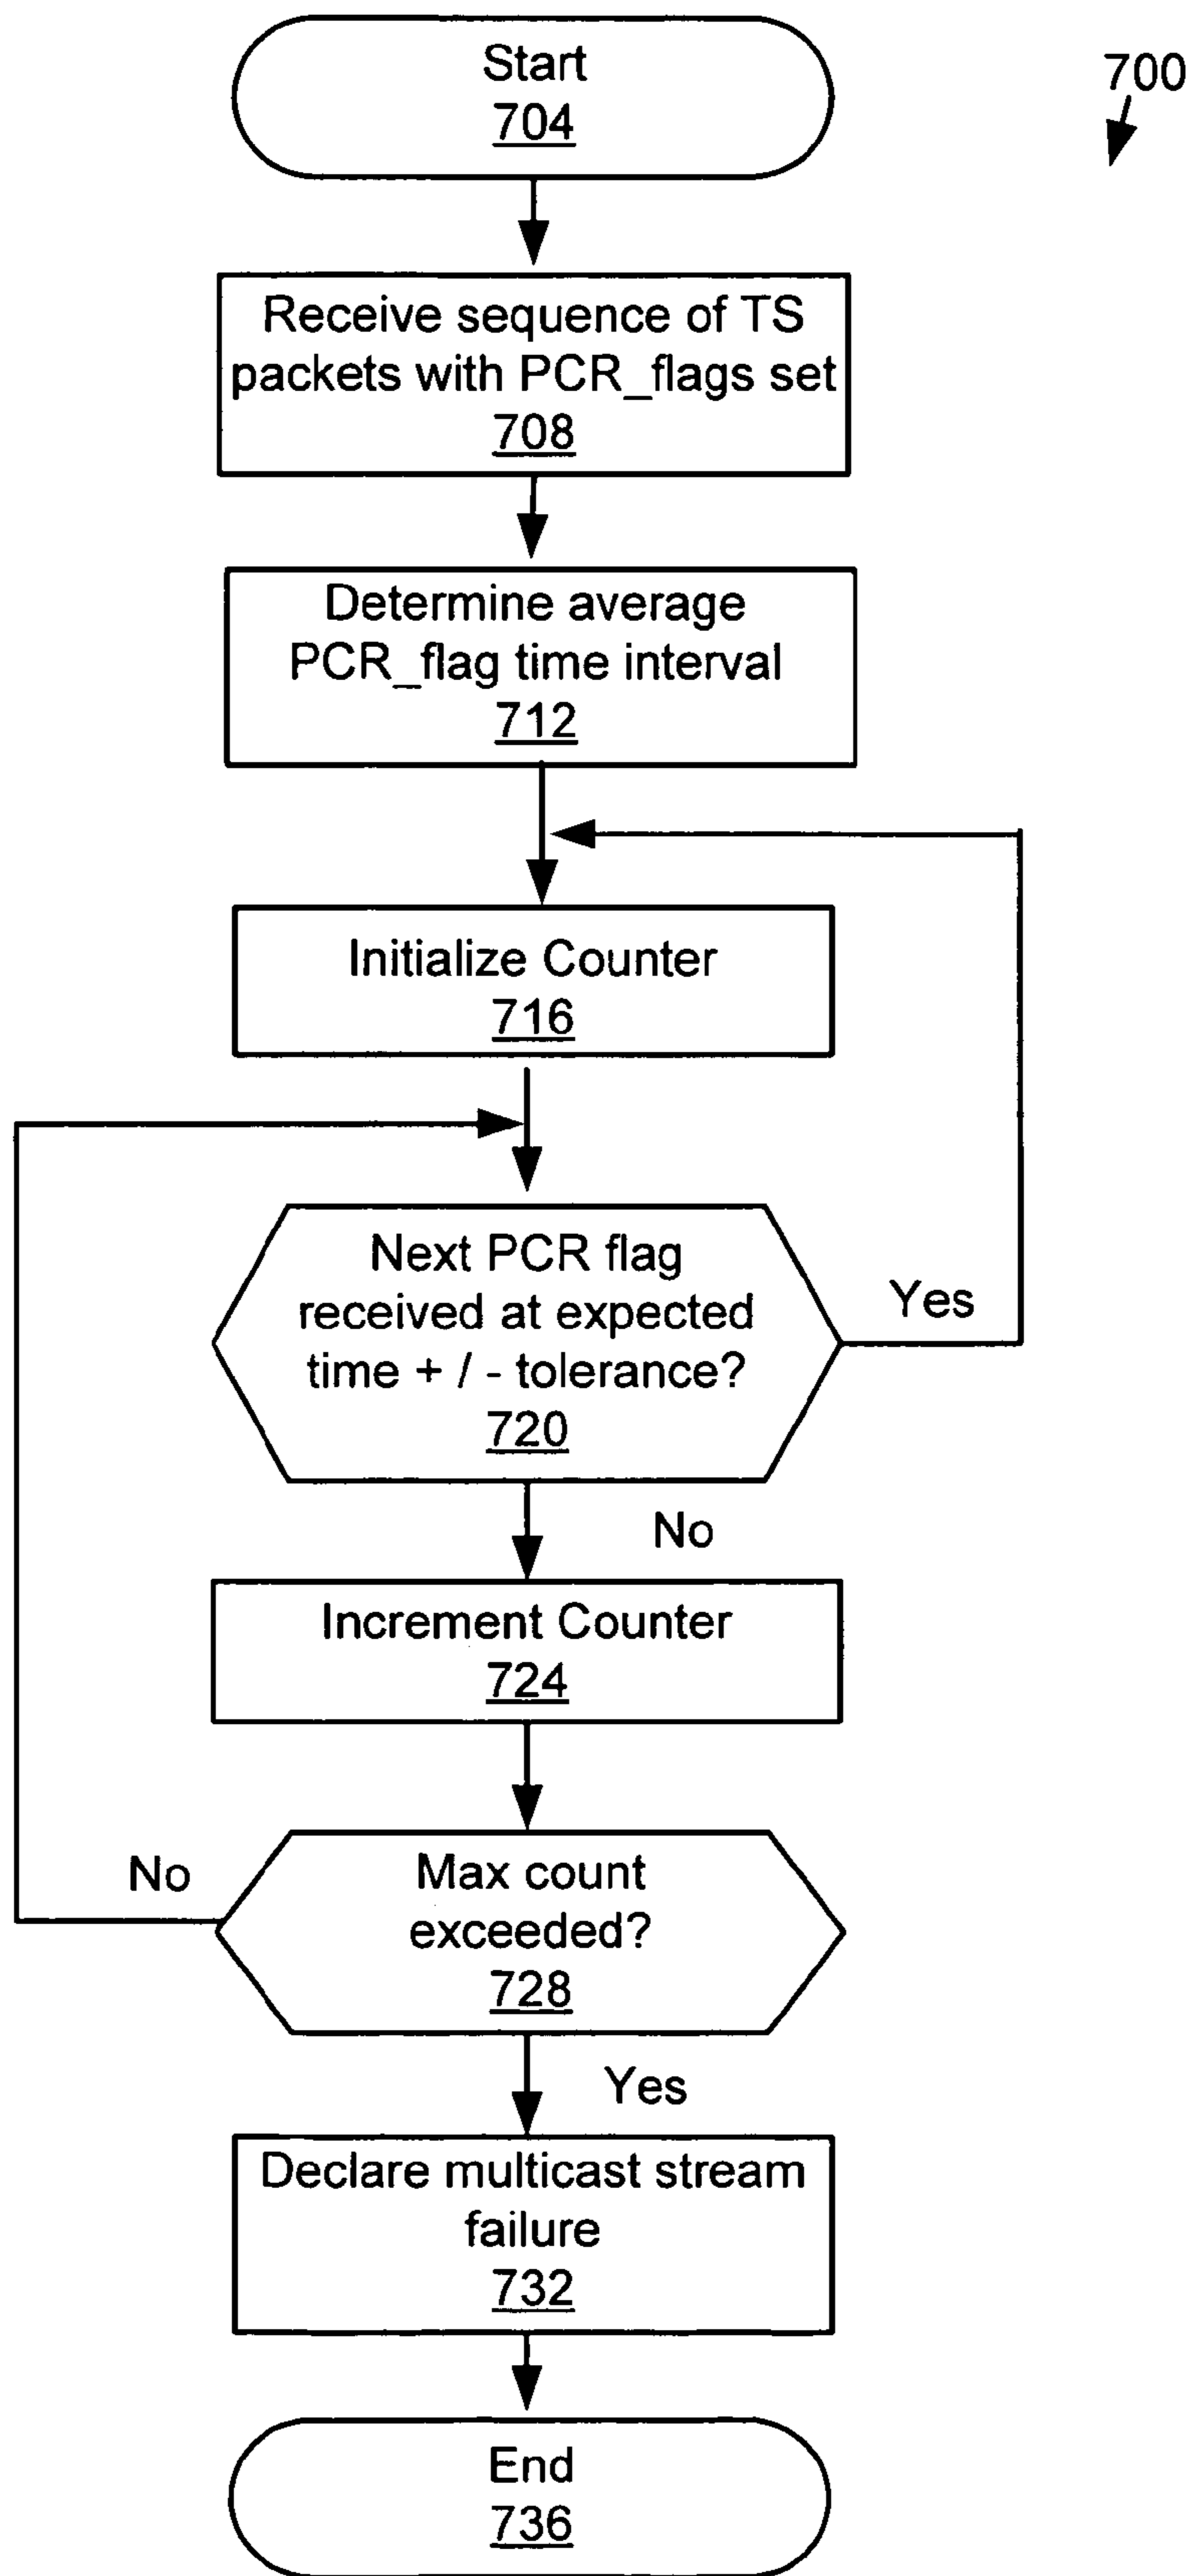 Start
704
700
Receive sequence of TS
packets with PCR_flags set
708
Determine average
PCR_flag time interval
712
Initialize Counter
716
Next PCR flag
received at expected
time + / - tolerance?
720
Yes
No
Increment Counter
724
No
Max count
exceeded?
728
Yes
Declare multicast stream
failure
732
End
736